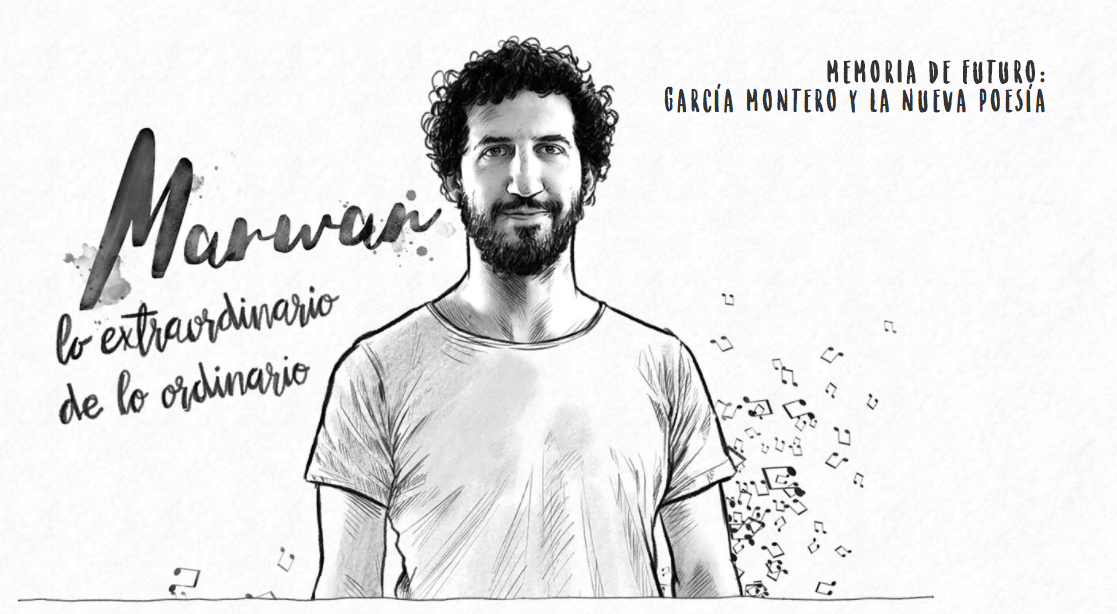 Marwan
lo extraordinario
de lo ordinario
MEMORIA DE FUTURO:
GARCÍA MONTERO Y LA NUEVA POESÍA